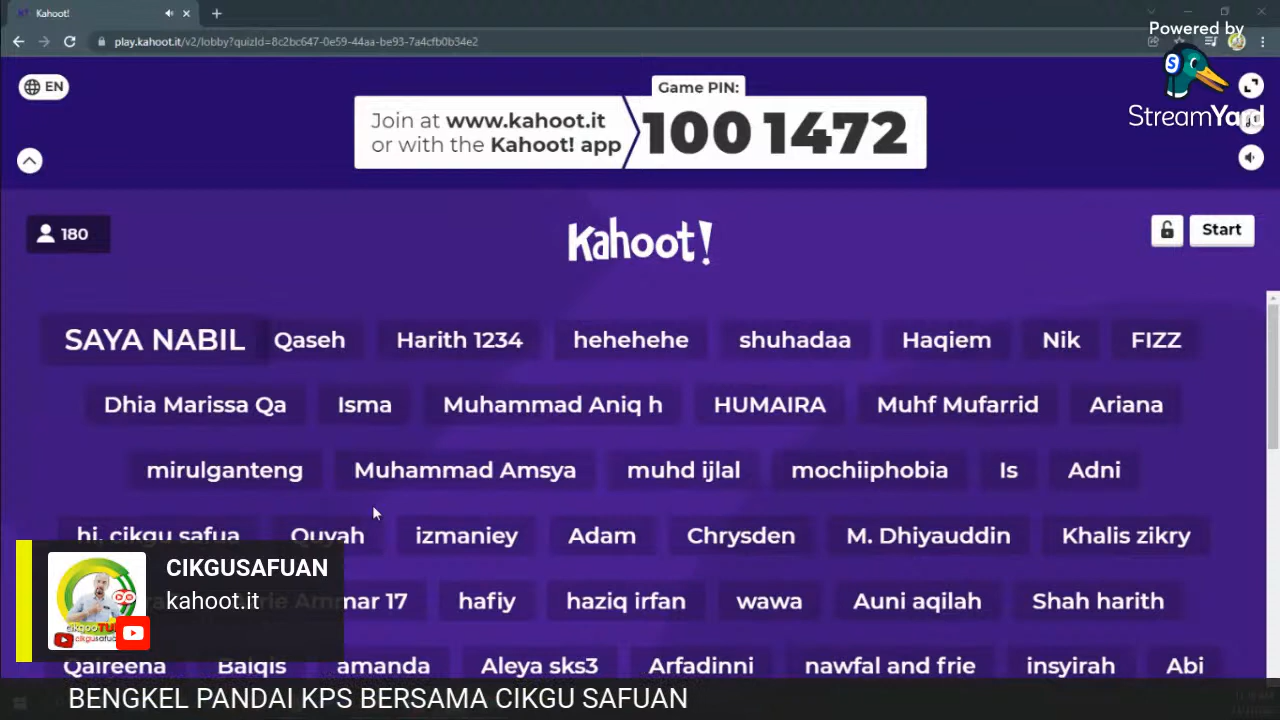 Kahoot!
play.kahoot.it/v2/lobby?quizId=8c2bc647-0e59-44aa-be93-7a4cfb0b34e2
Powered by
StreamYard
EN
Game PIN:
Join at www.kahoot.it
or with the Kahoot! app
100 1472
180
Kahoot!
Start
SAYA NABIL Qaseh Harith 1234 hehehehe shuhadaa Haqiem Nik FIZZ
Dhia Marissa Qa Isma Muhammad Aniq h HUMAIRA Muhf Mufarrid Ariana
mirulganteng Muhammad Amsya muhd ijlal mochiiphobia Is Adni
hi, cikgu safua Quyah izmaniey Adam Chrysden M. Dhiyauddin Khalis zikry
Ammar 17 hafiy haziq irfan wawa Auni aqilah Shah harith
CIKGUSAFUAN
kahoot.it
Qaireena Balqis amanda Aleya sks3 Arfadinni nawfal and frie insyirah Abi
BENGKEL PANDAI KPS BERSAMA CIKGU SAFUAN